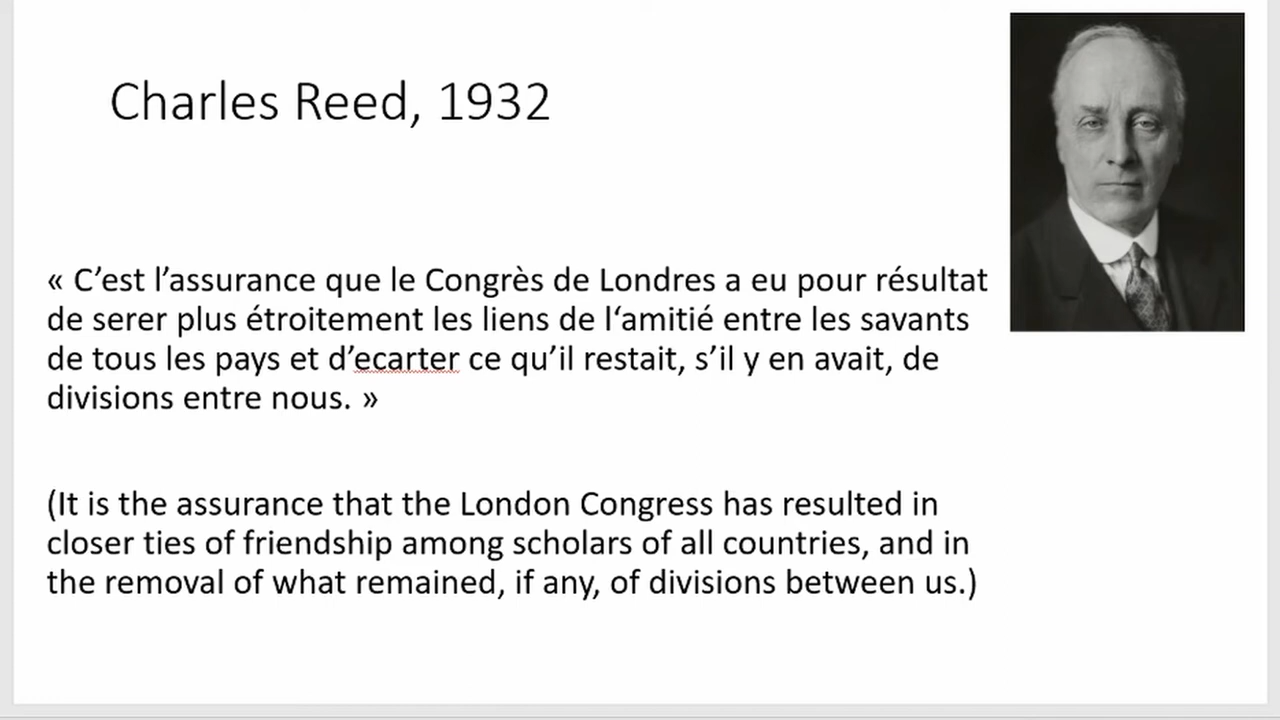 Charles Reed, 1932
« C’est l’assurance que le Congrès de Londres a eu pour résultat
de serer plus étroitement les liens de l‘amitié entre les savants
de tous les pays et d’ecarter ce qu’il restait, s’il y en avait, de
divisions entre nous. »
(It is the assurance that the London Congress has resulted in
closer ties of friendship among scholars of all countries, and in
the removal of what remained, if any, of divisions between us.)